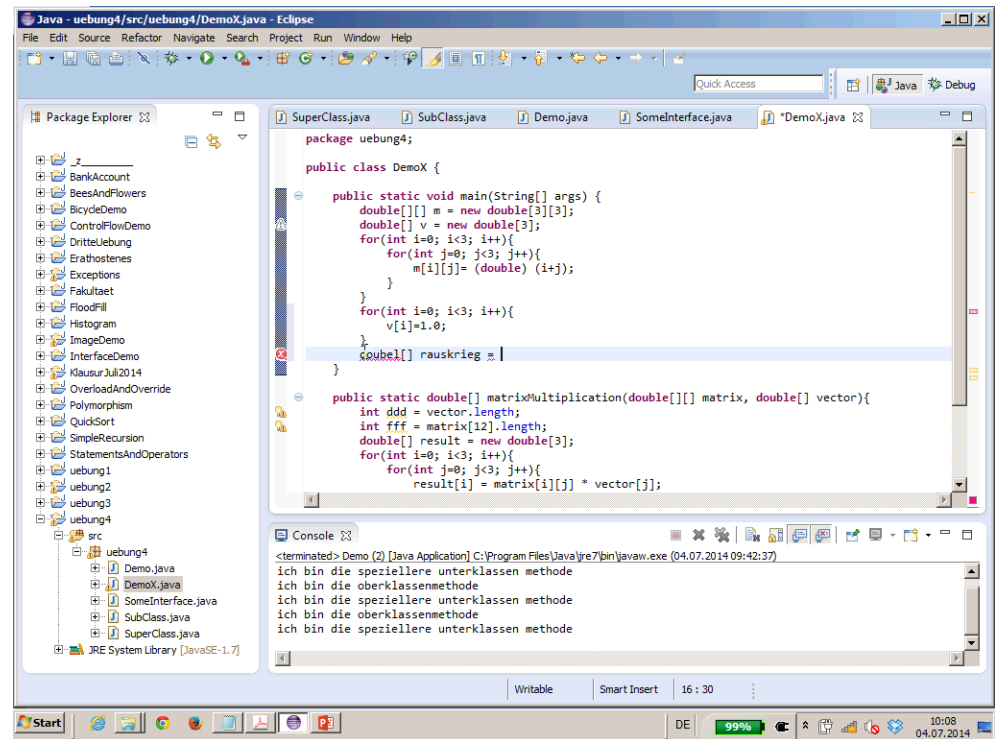 Java - uebung4/src/uebung4/DemoX.java - Eclipse
File Edit Source Refactor Navigate Search Project Run Window Help
Quick Access
Java
Debug
Package Explorer
_z_________
BankAccount
BeesAndFlowers
BicycleDemo
ControlFlowDemo
DritteUebung
Erathostenes
Exceptions
Fakultaet
FloodFill
Histogram
ImageDemo
InterfaceDemo
KlausurJuli2014
OverloadAndOverride
Polymorphism
QuickSort
SimpleRecursion
StatementsAndOperators
uebung1
uebung2
uebung3
uebung4
src
uebung4
Demo.java
DemoX.java
SomeInterface.java
SubClass.java
SuperClass.java
JRE System Library [JavaSE-1.7]
SuperClass.java SubClass.java Demo.java SomeInterface.java *DemoX.java
package uebung4;
public class DemoX {
public static void main(String[] args) {
double[][] m = new double[3][3];
double[] v = new double[3];
for(int i=0; i<3; i++){
for(int j=0; j<3; j++){
m[i][j]= (double) (i+j);
}
}
for(int i=0; i<3; i++){
v[i]=1.0;
}
coubel[] rauskrieg =
}
public static double[] matrixMultiplication(double[][] matrix, double[] vector){
int ddd = vector.length;
int fff = matrix[12].length;
double[] result = new double[3];
for(int i=0; i<3; i++){
for(int j=0; j<3; j++){
result[i] = matrix[i][j] * vector[j];
Console
<terminated> Demo (2) [Java Application] C:\Program Files\Java\jre7\bin\javaw.exe (04.07.2014 09:42:37)
ich bin die speziellere unterklassen methode
ich bin die oberklassenmethode
ich bin die speziellere unterklassen methode
ich bin die oberklassenmethode
ich bin die speziellere unterklassen methode
Writable Smart Insert 16 : 30
Start
DE
99%
10:08
04.07.2014